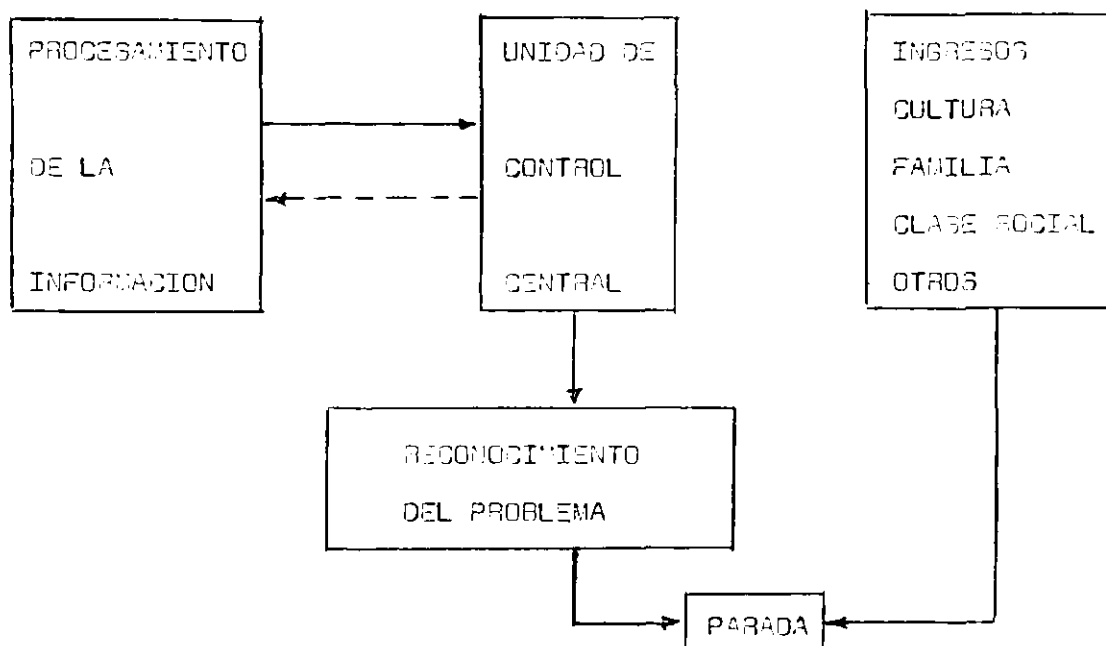 PROCESAMIENTO
DE LA
INFORMACION
UNIDAD DE
CONTROL
CENTRAL
INGRESOS
CULTURA
FAMILIA
CLASE SOCIAL
OTROS
RECONOCIMIENTO
DEL PROBLEMA
PARADA